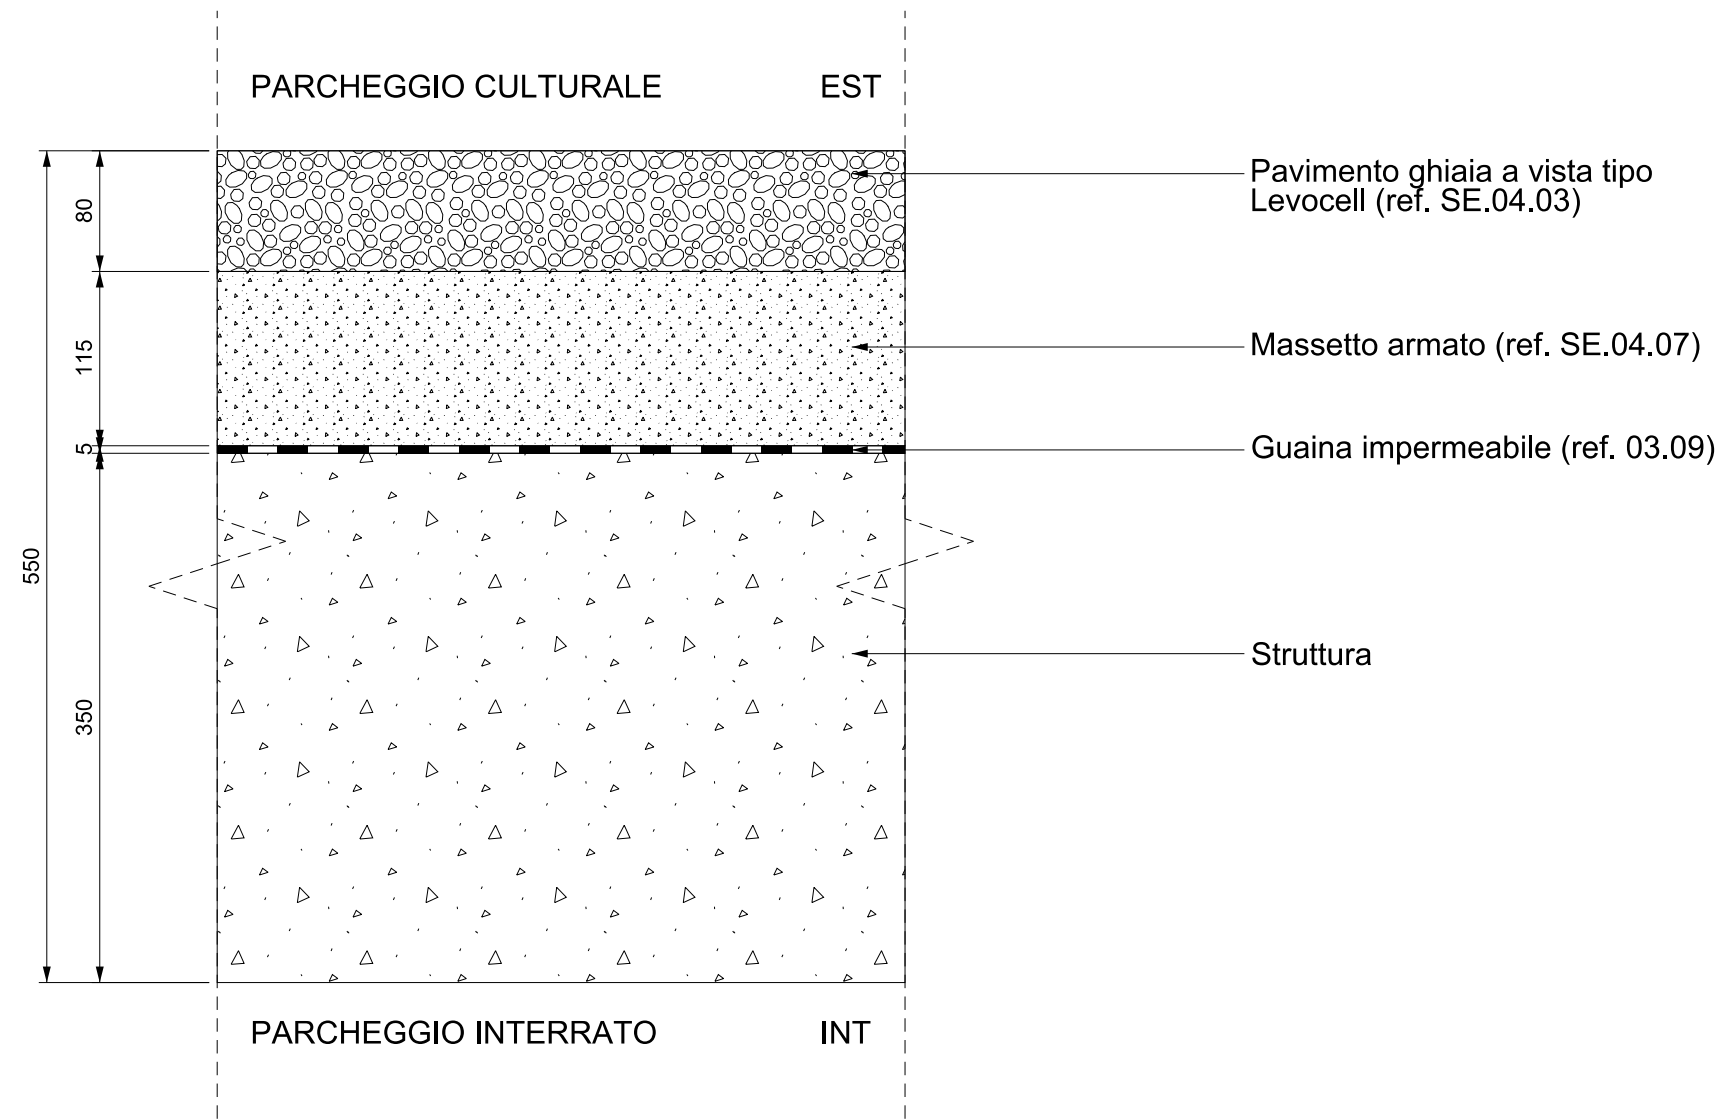 PARCHEGGIO CULTURALE EST
Pavimento ghiaia a vista tipo
Levocell (ref. SE.04.03)
80
115
Massetto armato (ref. SE.04.07)
5
Guaina impermeabile (ref. 03.09)
550
Struttura
350
PARCHEGGIO INTERRATO INT